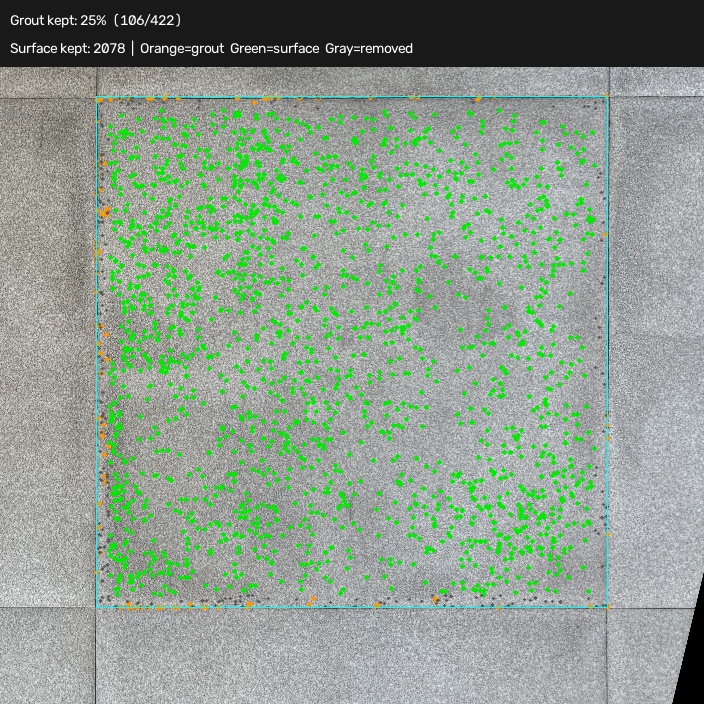 Grout kept: 25%  (106/422)
Surface kept: 2078 | Orange=grout  Green=surface  Gray=removed